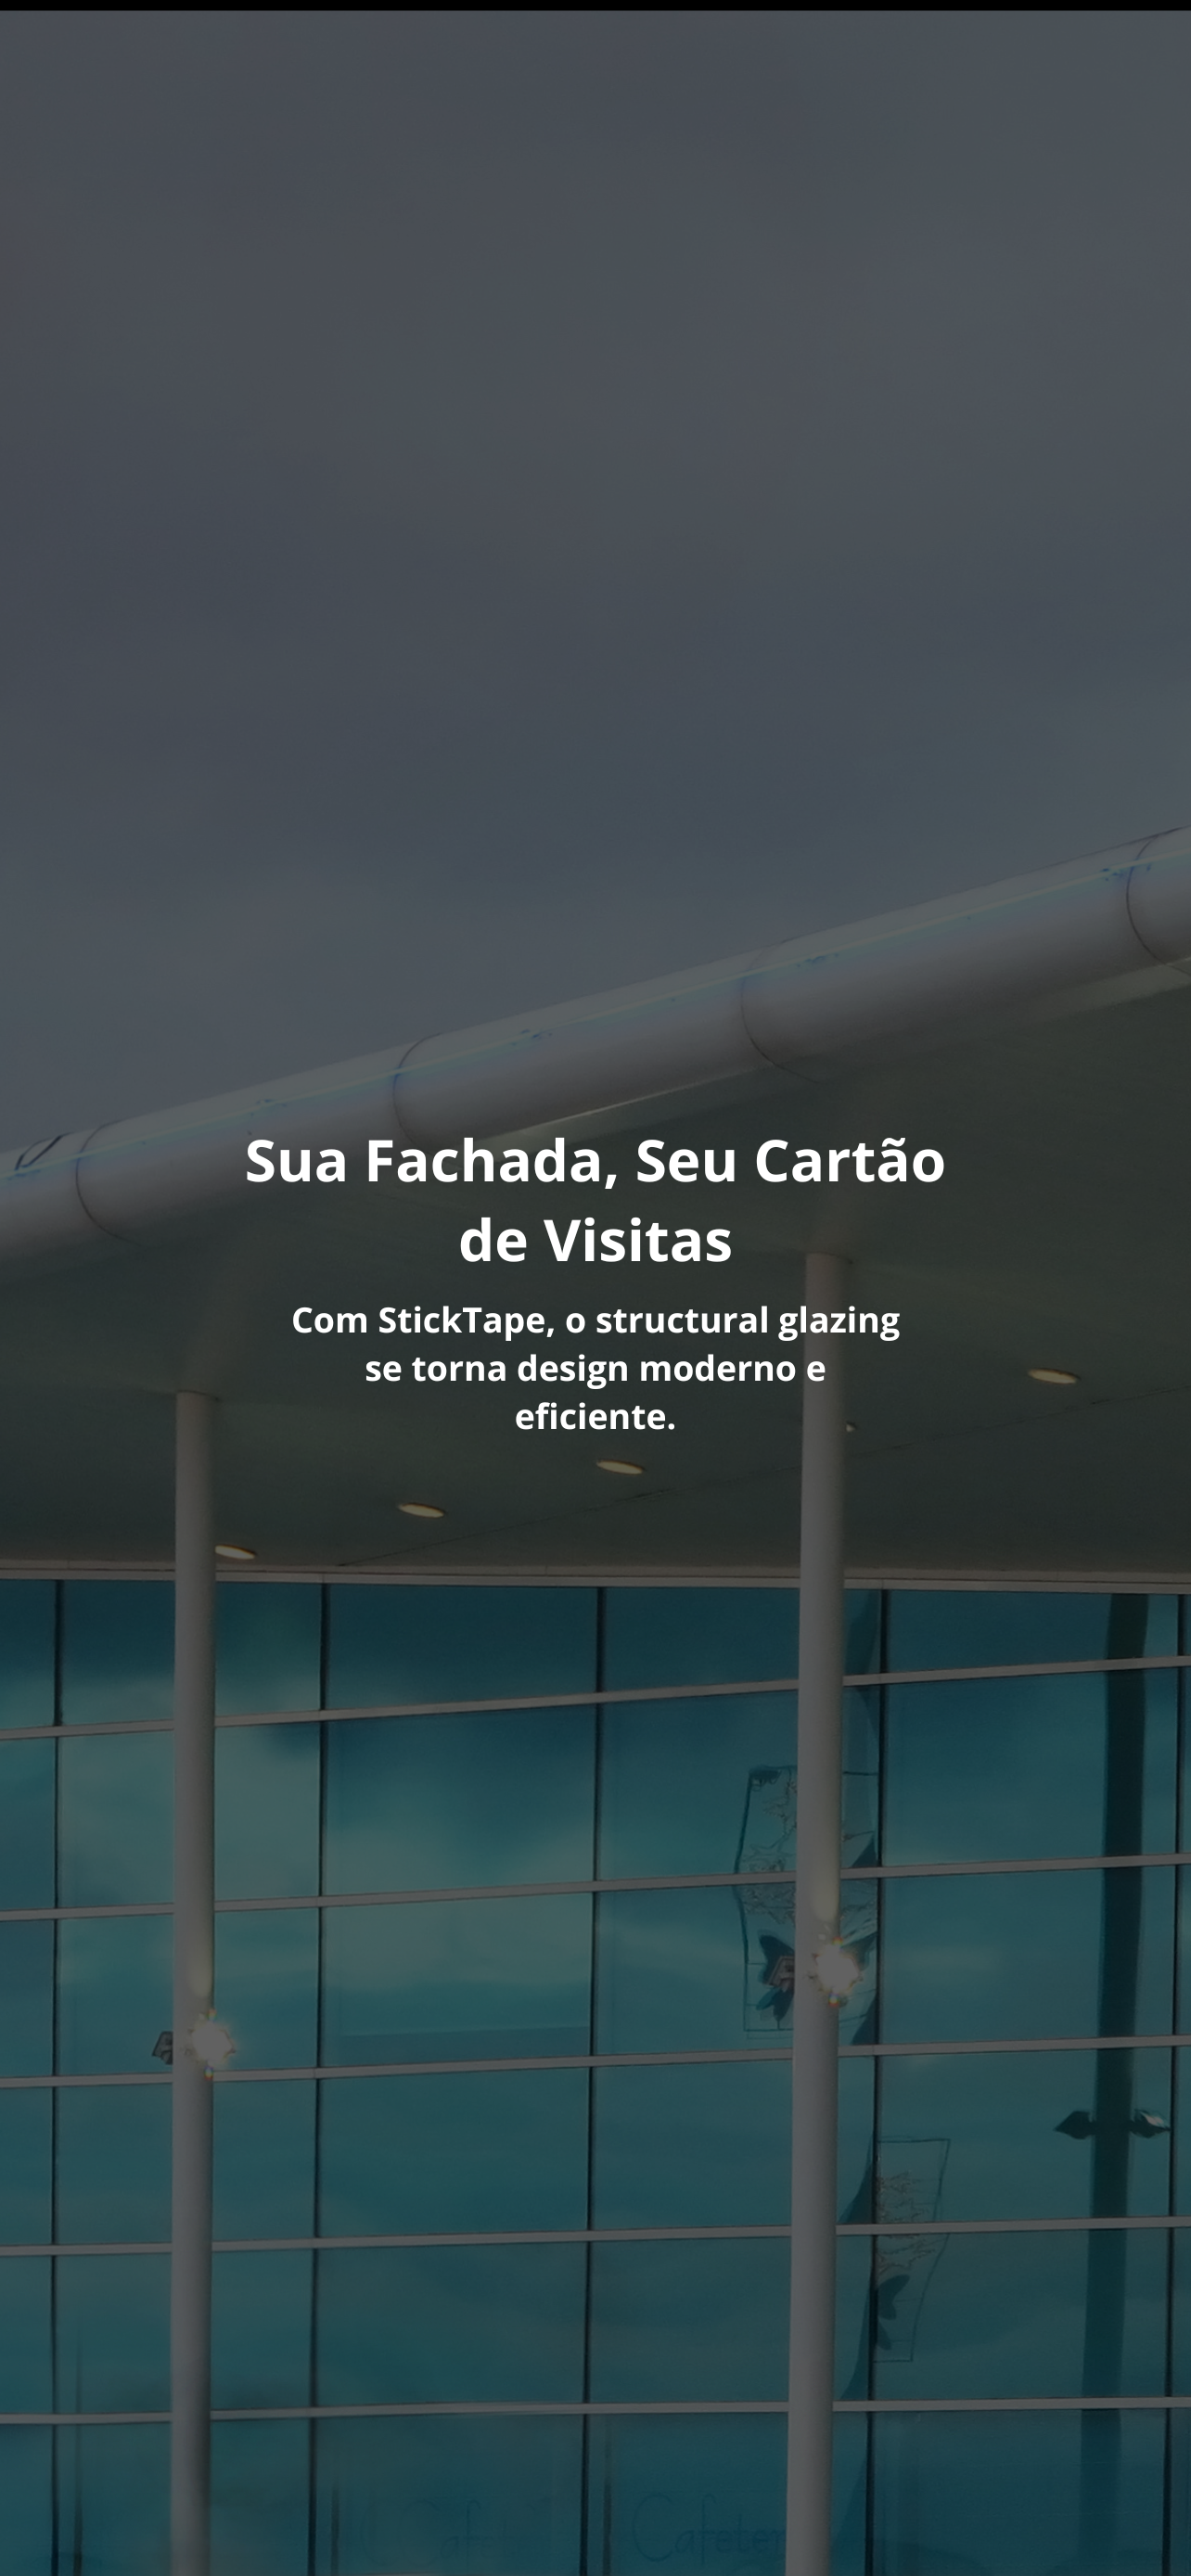 Sua Fachada, Seu Cartão
de Visitas
Com StickTape, o structural glazing
se torna design moderno e
eficiente.